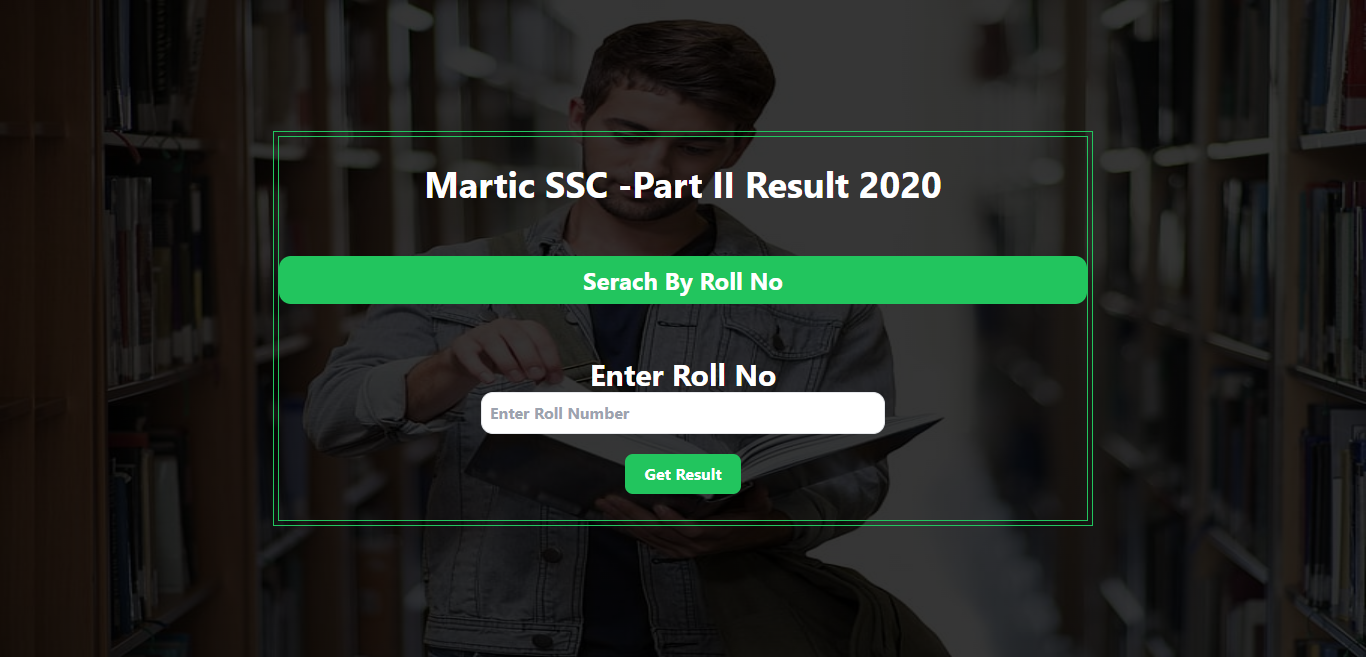 Martic SSC -Part II Result 2020
Serach By Roll No
Enter Roll No
Enter Roll Number
Get Result